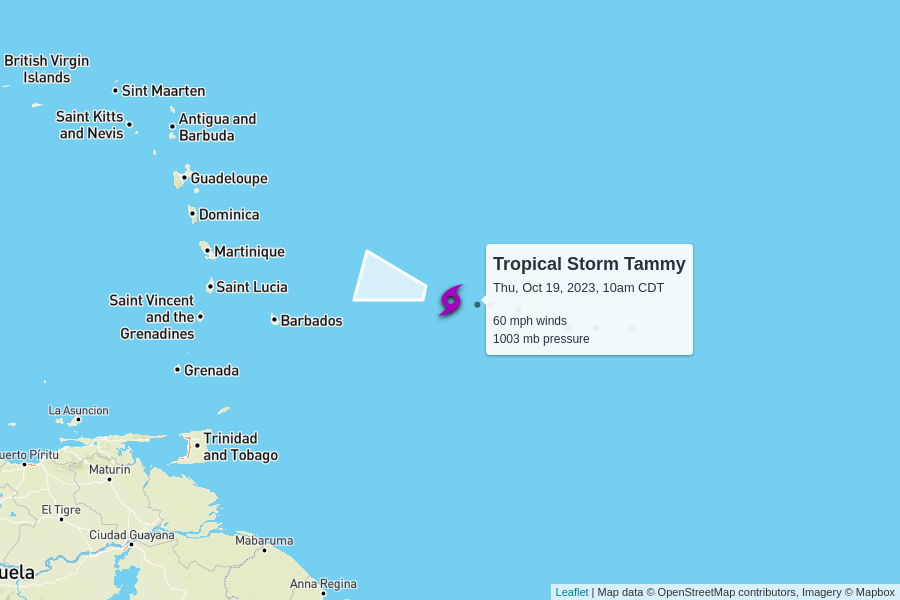 British Virgin
Islands
Sint Maarten
Saint Kitts
and Nevis
Antigua and
Barbuda
Guadeloupe
Dominica
Martinique
Saint Lucia
Saint Vincent
and the
Grenadines
Barbados
Grenada
Tropical Storm Tammy
Thu, Oct 19, 2023, 10am CDT
60 mph winds
1003 mb pressure
La Asuncion
Trinidad
and Tobago
uerto Píritu
Maturin
El Tigre
Ciudad Guayana
Mabaruma
uela
Anna Regina
Leaflet | Map data © OpenStreetMap contributors, Imagery © Mapbox